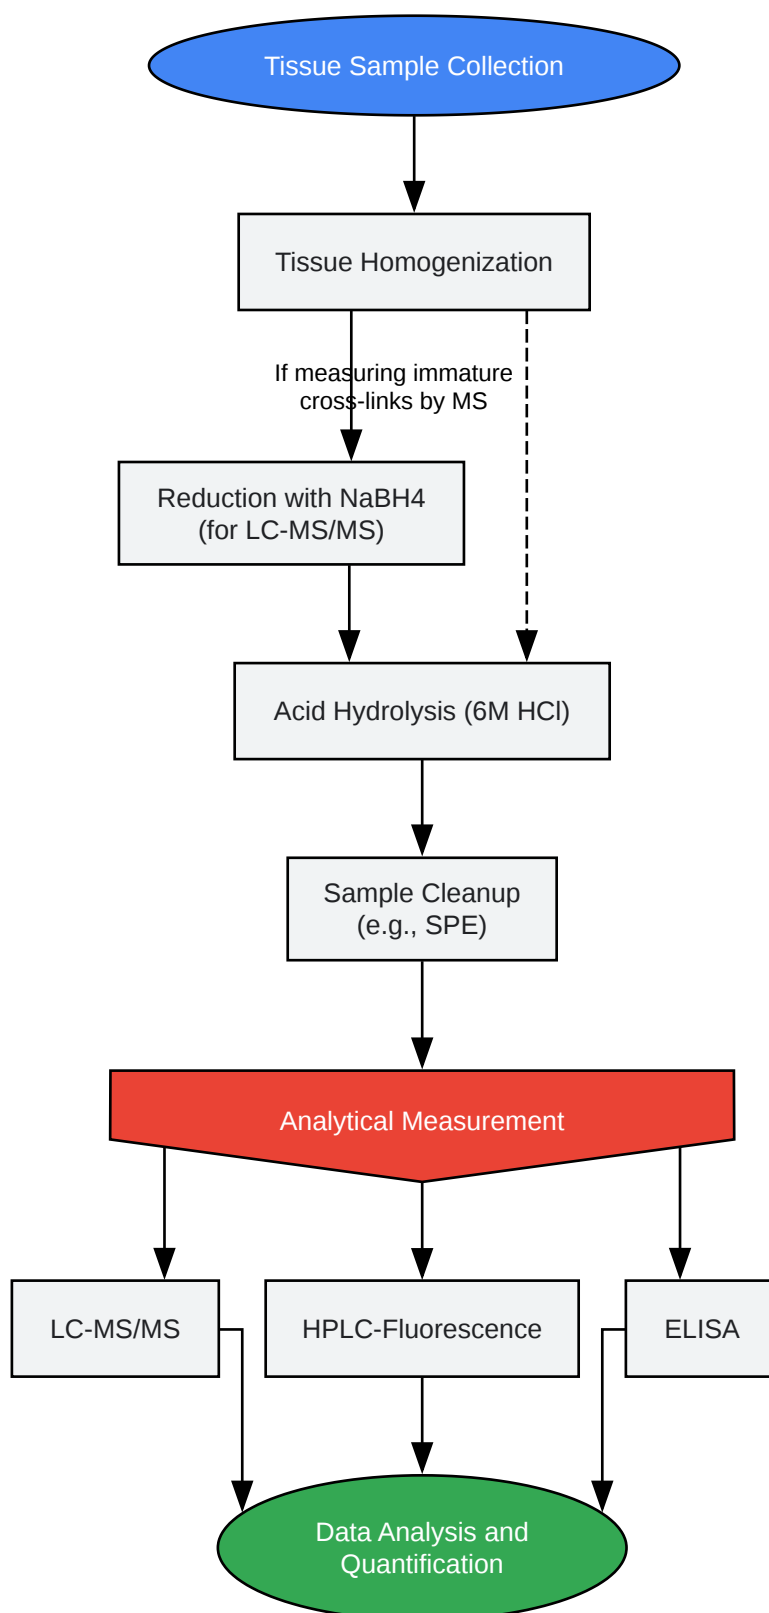 Tissue Sample Collection
Tissue Homogenization
If measuring immature
cross-links by MS
Reduction with NaBH4
(for LC-MS/MS)
Acid Hydrolysis (6M HCl)
Sample Cleanup
(e.g., SPE)
Analytical Measurement
LC-MS/MS
HPLC-Fluorescence
ELISA
Data Analysis and
Quantification